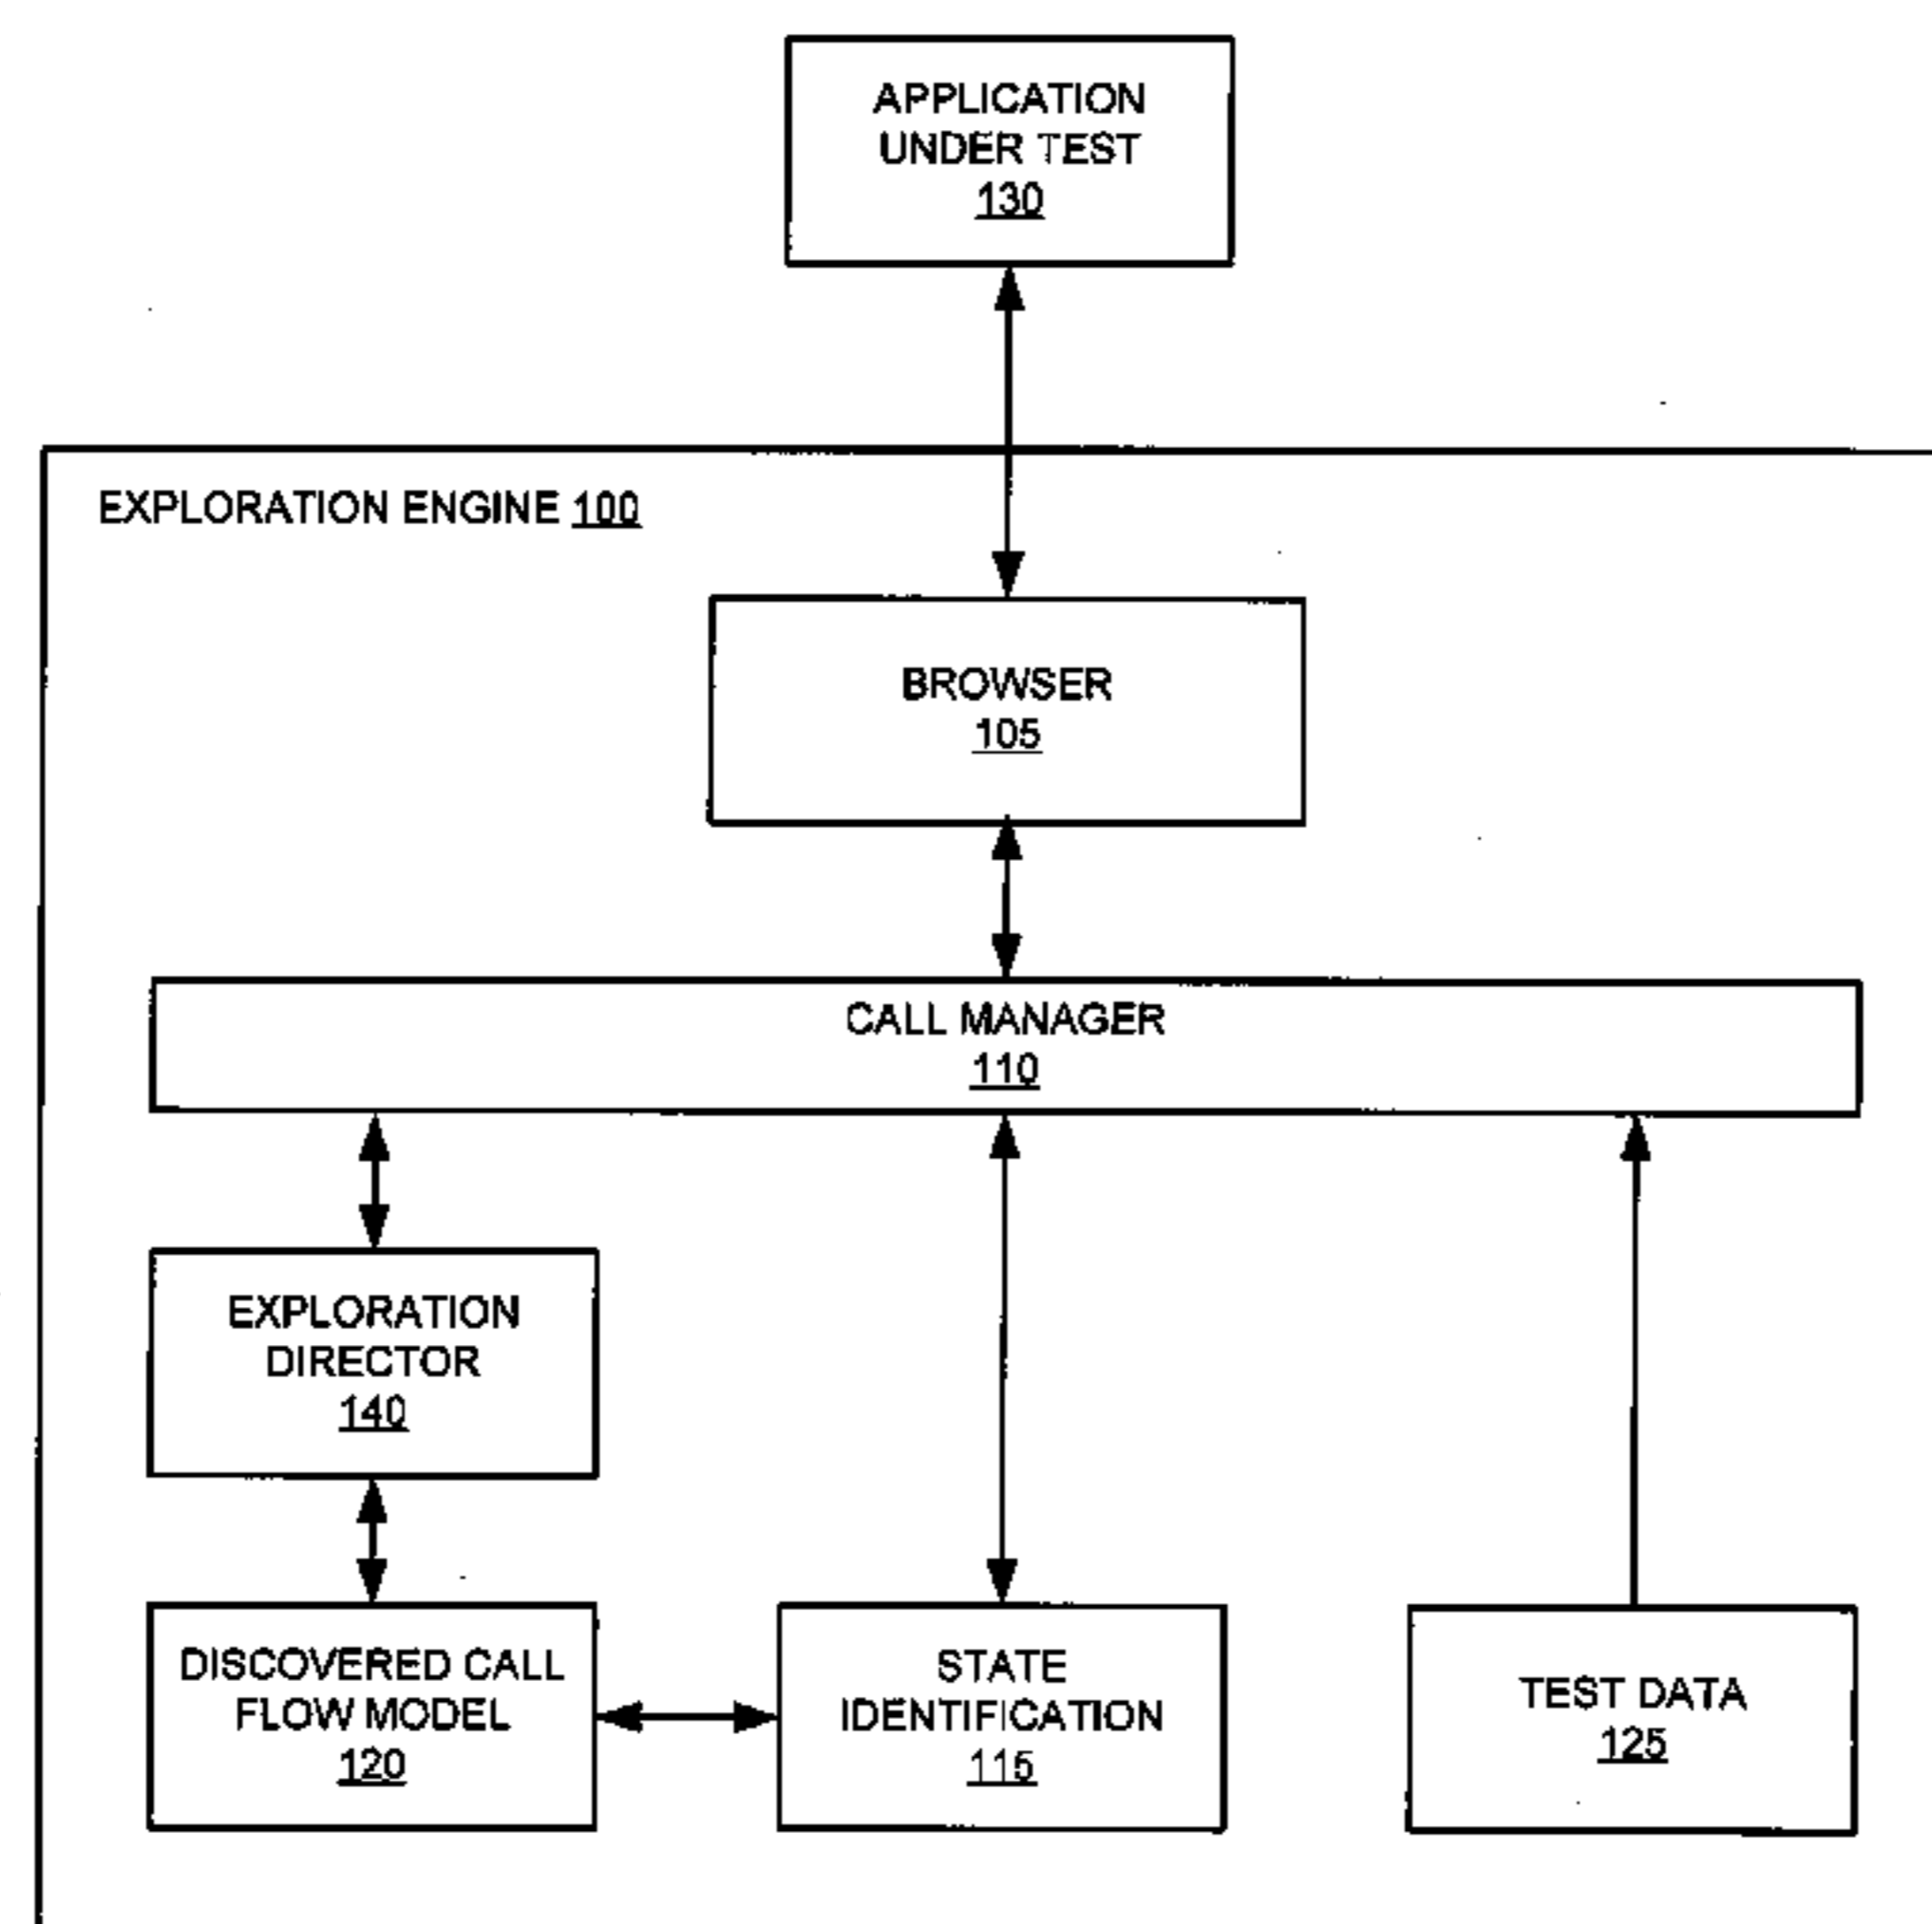 APPLICATION
UNDER TEST
130
EXPLORATION ENGINE 100
BROWSER
105
CALL MANAGER
110
EXPLORATION
DIRECTOR
140
DISCOVERED CALL
FLOW MODEL
120
STATE
IDENTIFICATION
115
TEST DATA
125